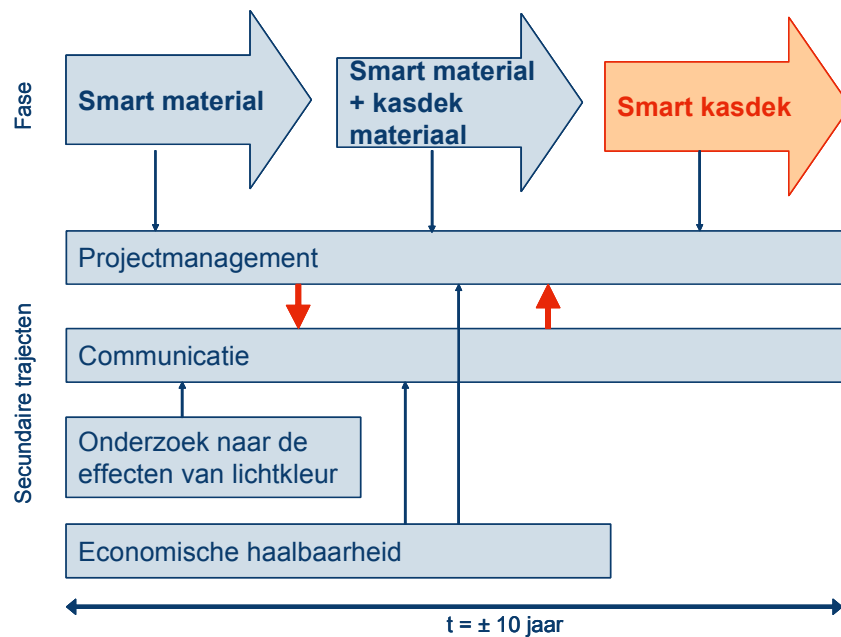 Fase
Smart material
Smart material
+ kasdek
materiaal
Smart kasdek
Secundaire trajecten
Projectmanagement
Communicatie
Onderzoek naar de
effecten van lichtkleur
Economische haalbaarheid
t = ± 10 jaar